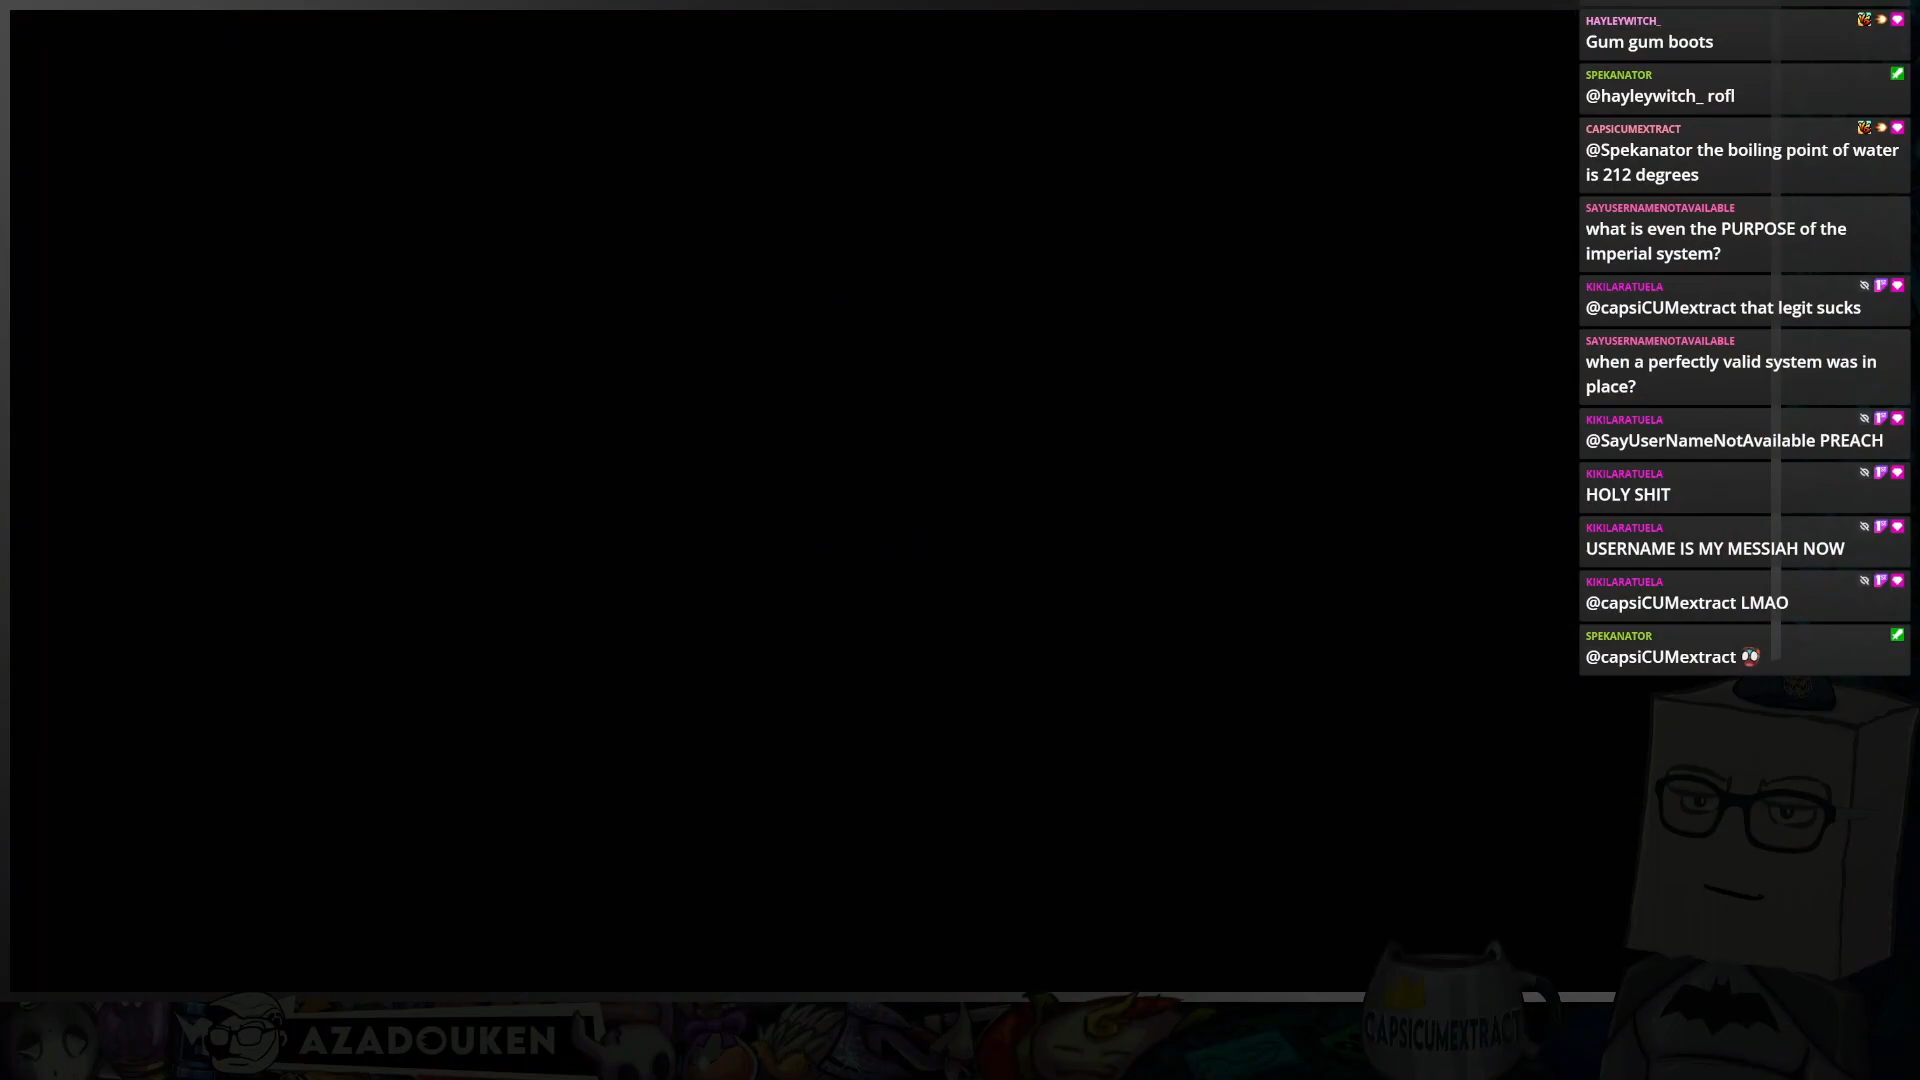 HAYLEYWITCH_
Gum gum boots
SPEKANATOR
@hayleywitch_ rofl
CAPSICUMEXTRACT
@Spekanator the boiling point of water
is 212 degrees
SAYUSERNAMENOTAVAILABLE
what is even the PURPOSE of the
imperial system?
KIKILARATUELA
@capsiCUMextract that legit sucks
SAYUSERNAMENOTAVAILABLE
when a perfectly valid system was in
place?
KIKILARATUELA
@SayUserNameNotAvailable PREACH
KIKILARATUELA
HOLY SHIT
KIKILARATUELA
USERNAME IS MY MESSIAH NOW
KIKILARATUELA
@capsiCUMextract LMAO
SPEKANATOR
@capsiCUMextract
CAPSICUMEXTRACT
AZADOUKEN